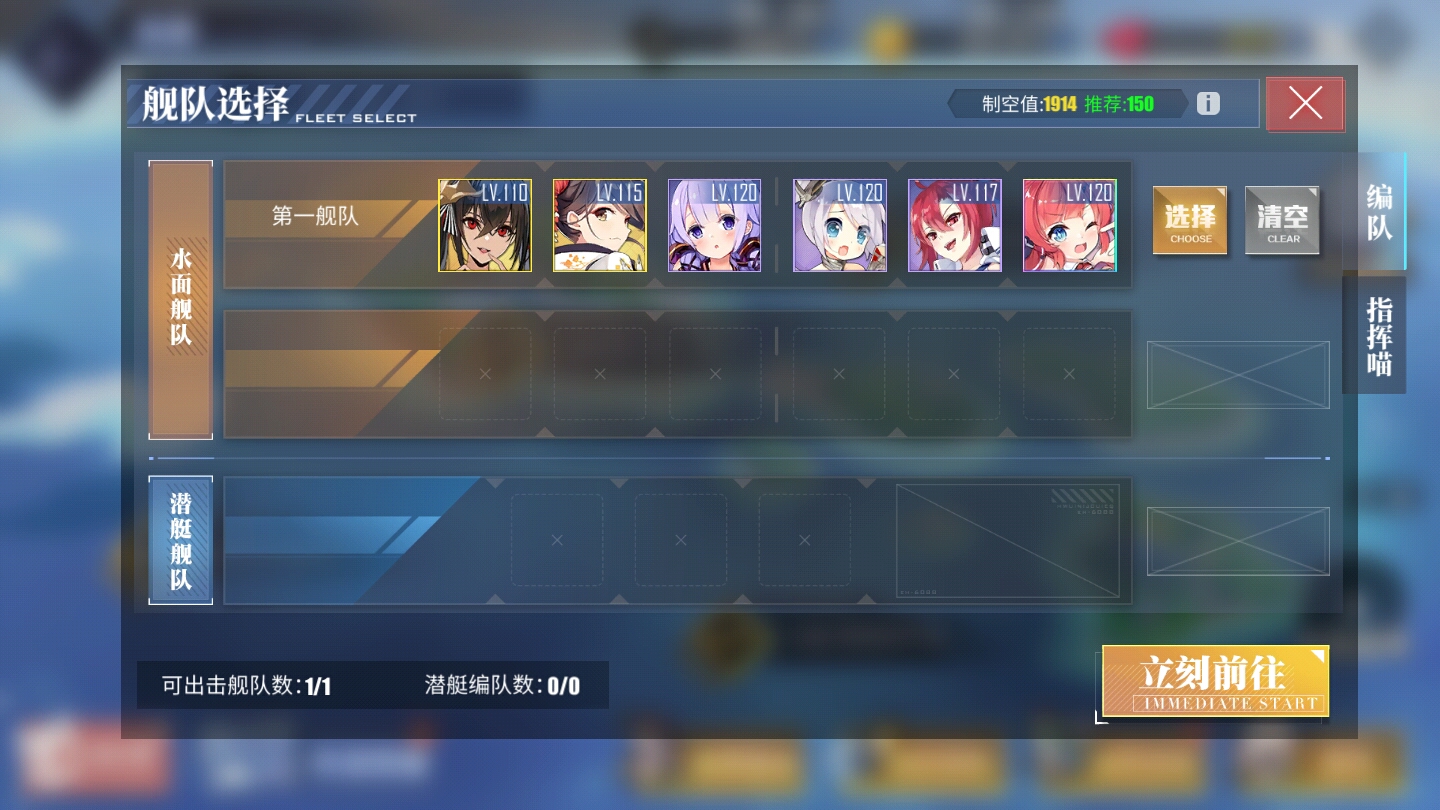 舰队选择 FLEET SELECT
制空值:1914 推荐:150
编队
指挥喵
水面舰队
第一舰队
LV.110
LV.115
LV.120
LV.120
LV.117
LV.120
选择
CHOOSE
清空
CLEAR
潜艇舰队
可出击舰队数:1/1
潜艇编队数:0/0
立刻前往
IMMEDIATE START